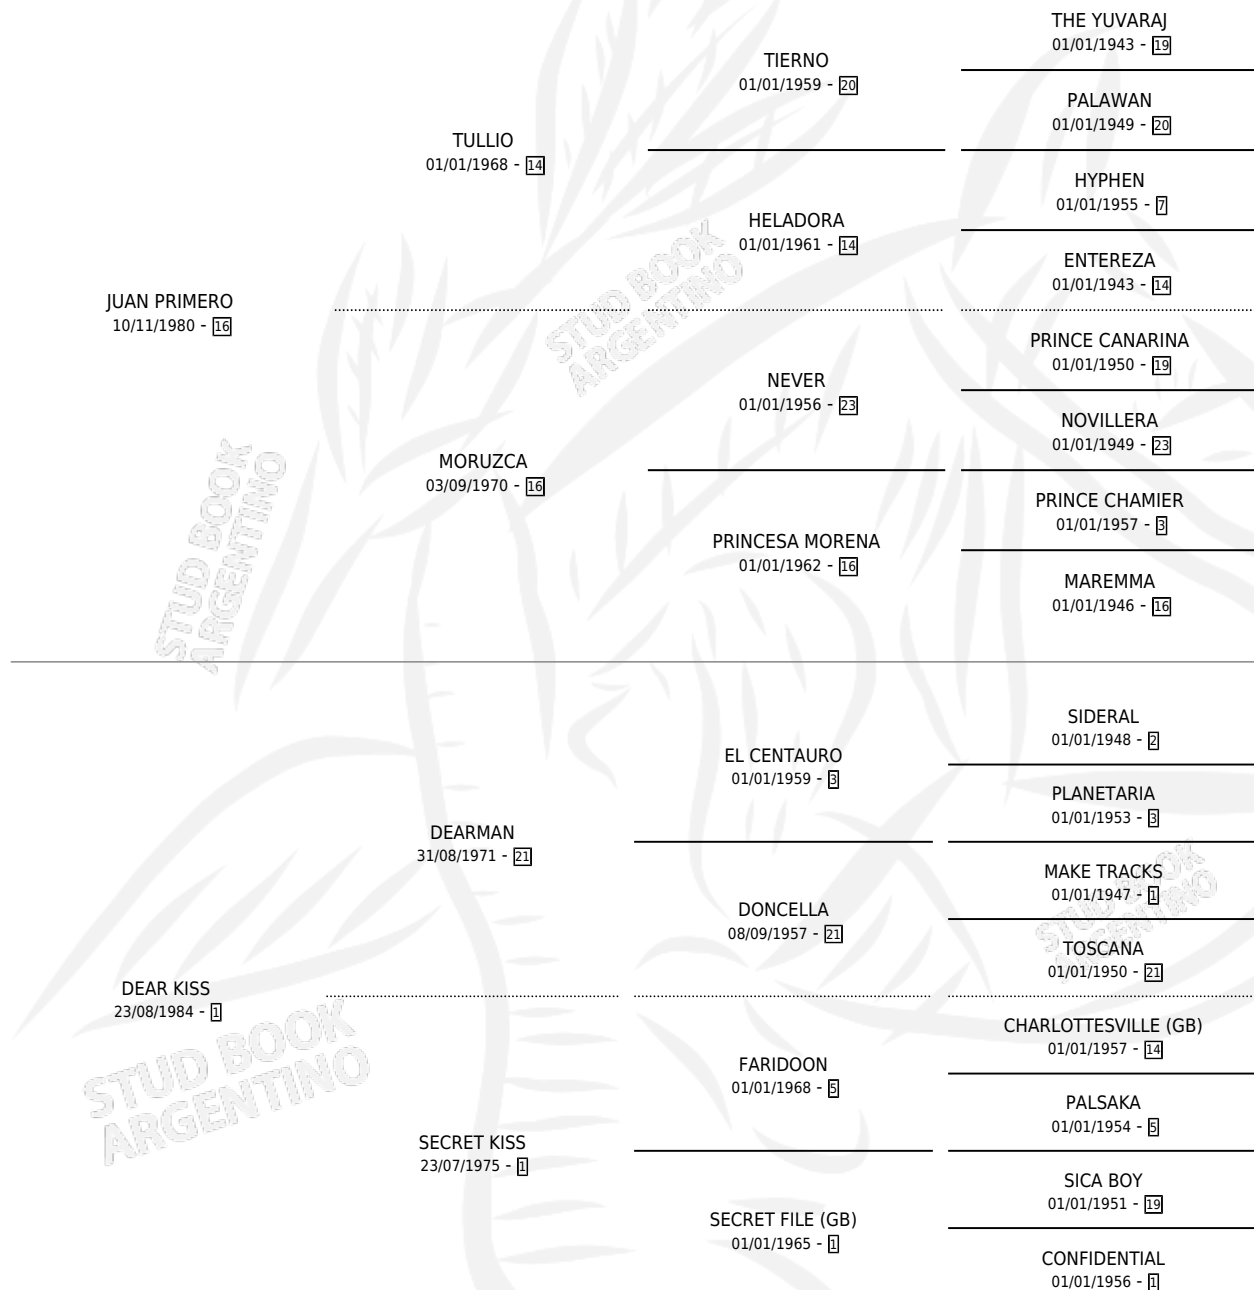 THE YUVARAJ
01/01/1943 - 19
TIERNO
01/01/1959 - 20
PALAWAN
01/01/1949 - 20
TULLIO
01/01/1968 - 14
HYPHEN
01/01/1955 - 7
HELADORA
01/01/1961 - 14
ENTEREZA
01/01/1943 - 14
JUAN PRIMERO
10/11/1980 - 16
PRINCE CANARINA
01/01/1950 - 19
NEVER
01/01/1956 - 23
NOVILLERA
01/01/1949 - 23
MORUZCA
03/09/1970 - 16
PRINCE CHAMIER
01/01/1957 - 3
PRINCESA MORENA
01/01/1962 - 16
MAREMMA
01/01/1946 - 16
STUD BOOK
ARGENTINO
STUD BOOK
ARGENTINO
SIDERAL
01/01/1948 - 2
EL CENTAURO
01/01/1959 - 3
PLANETARIA
01/01/1953 - 3
DEARMAN
31/08/1971 - 21
MAKE TRACKS
01/01/1947 - 1
DONCELLA
08/09/1957 - 21
TOSCANA
01/01/1950 - 21
DEAR KISS
23/08/1984 - 1
CHARLOTTESVILLE (GB)
01/01/1957 - 14
FARIDOON
01/01/1968 - 5
PALSAKA
01/01/1954 - 5
SECRET KISS
23/07/1975 - 1
SICA BOY
01/01/1951 - 19
SECRET FILE (GB)
01/01/1965 - 1
CONFIDENTIAL
01/01/1956 - 1
STUD BOOK
ARGENTINO
STUD BOOK
ARGENTINO